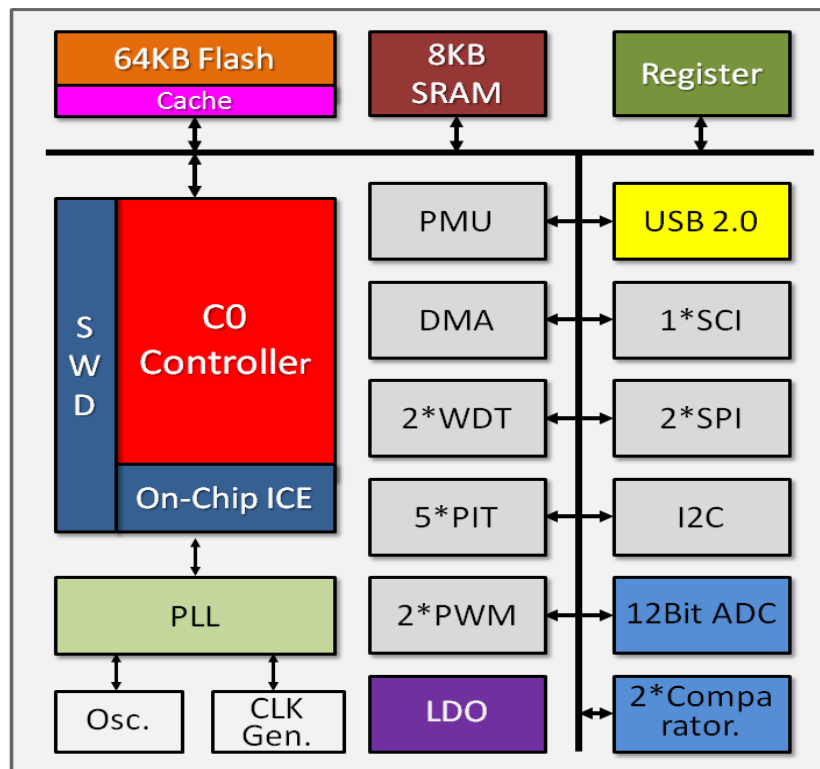 64KB Flash
Cache
8KB
SRAM
Register
S
W
D
C0
Controller
On-Chip ICE
PMU
USB 2.0
DMA
1*SCI
2*WDT
2*SPI
5*PIT
I2C
PLL
2*PWM
12Bit ADC
Osc.
CLK
Gen.
LDO
2*Compa
rator.